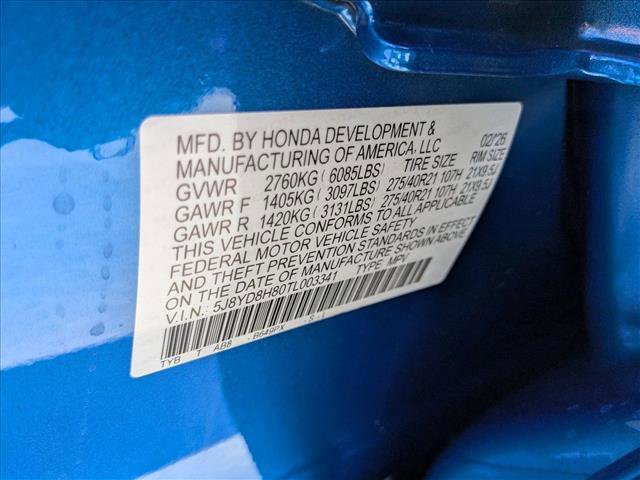 MFD. BY HONDA DEVELOPMENT & 02/26
MANUFACTURING OF AMERICA, LLC TIRE SIZE RIM SIZE
GVWR 2760KG ( 6085LBS)
GAWR F 1405KG ( 3097LBS) 275/40R21 107H 21X9.5J
GAWR R 1420KG ( 3131LBS) 275/40R21 107H 21X9.5J
THIS VEHICLE CONFORMS TO ALL APPLICABLE
FEDERAL MOTOR VEHICLE SAFETY
AND THEFT PREVENTION STANDARDS IN EFFECT
ON THE DATE OF MANUFACTURE SHOWN ABOVE.
V.I.N.: 5J8YD8H80TL003341 TYPE: MPV
TYB T AB8 - B649PX - S - L